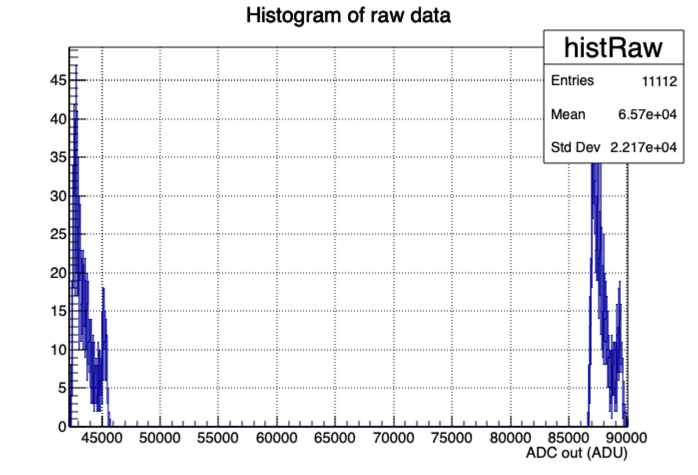 Histogram of raw data
histRaw
Entries 11112
Mean 6.57e+04
Std Dev 2.217e+04
45
40
35
30
25
20
15
10
5
0
45000 50000 55000 60000 65000 70000 75000 80000 85000 90000
ADC out (ADU)